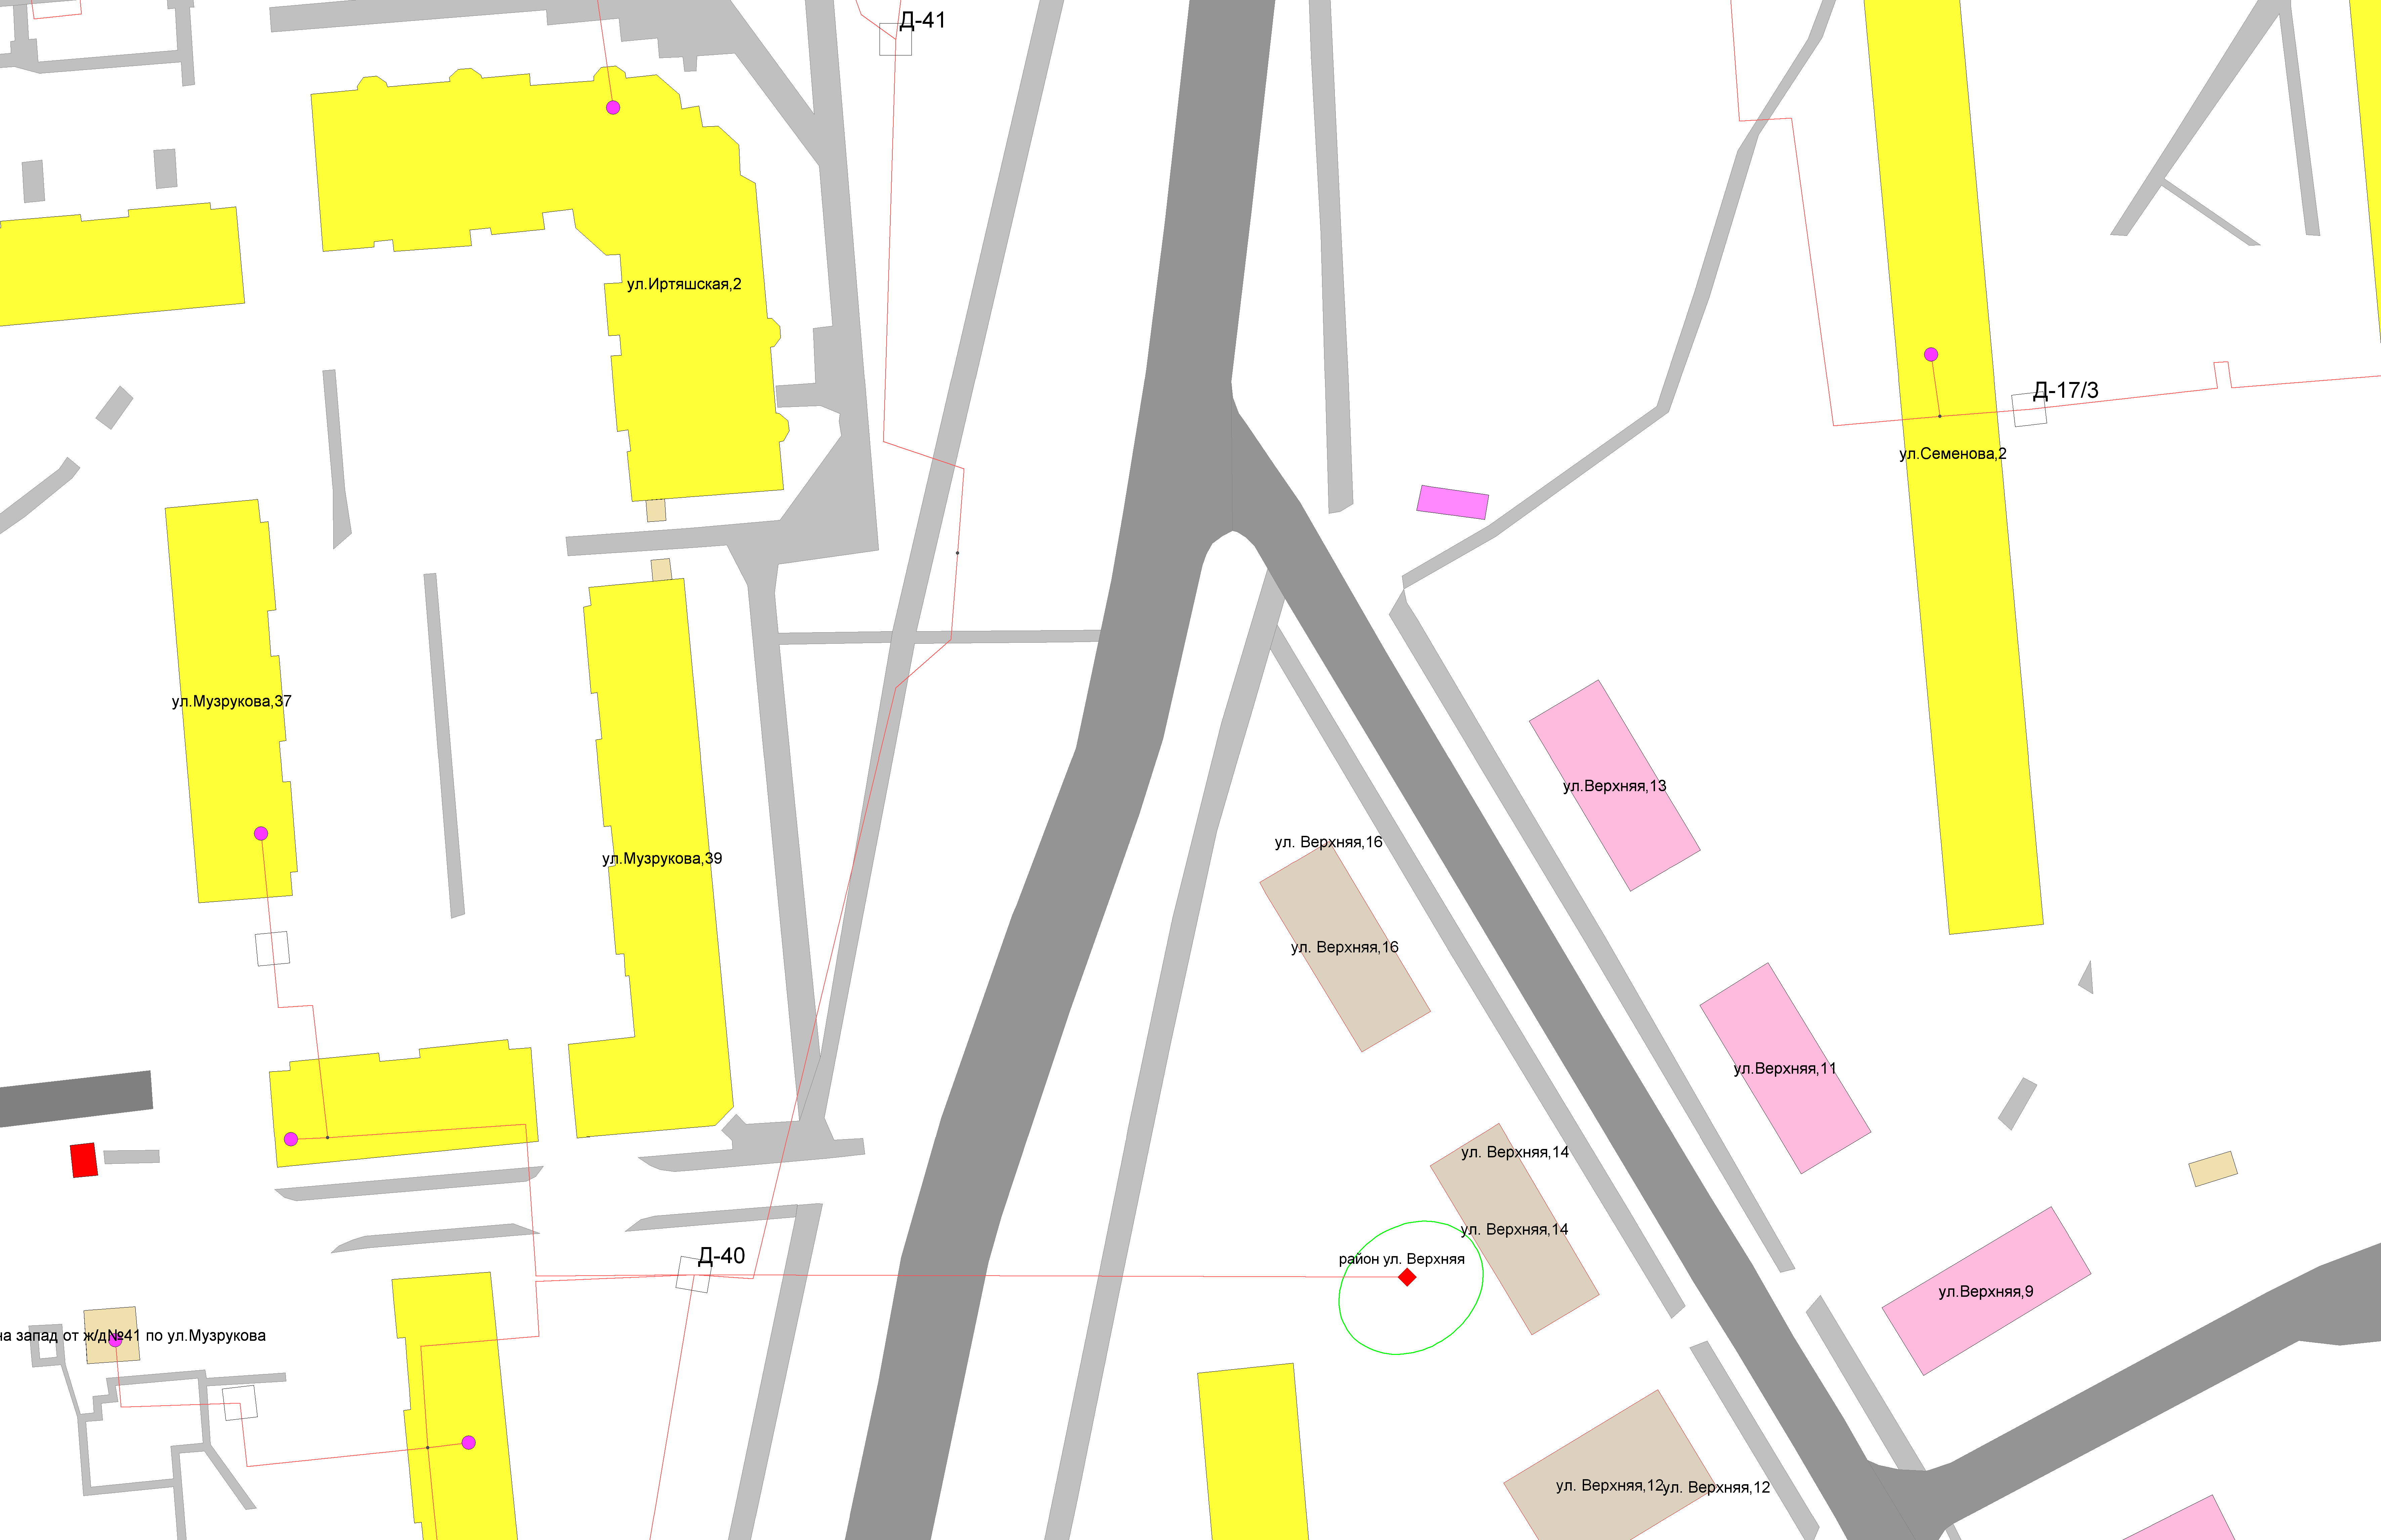 Д-41
ул.Иртяшская,2
Д-17/3
ул.Семенова,2
ул.Музрукова,37
ул.Верхняя,13
ул. Верхняя,16
ул.Музрукова,39
ул. Верхняя,16
ул.Верхняя,11
ул. Верхняя,14
ул. Верхняя,14
Д-40
район ул. Верхняя
ул.Верхняя,9
на запад от ж/д№41 по ул.Музрукова
ул. Верхняя,12
ул. Верхняя,12